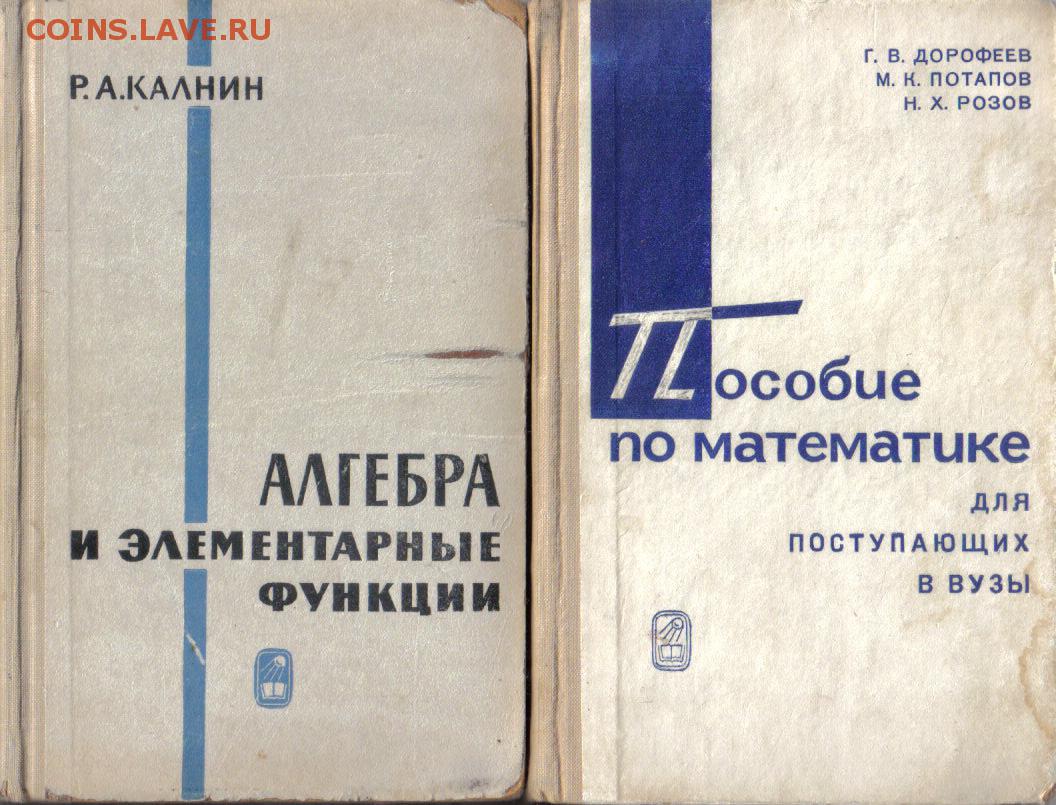 COINS.LAVE.RU
Р.А.КАЛНИН
АЛГЕБРА
И ЭЛЕМЕНТАРНЫЕ
ФУНКЦИИ
Г. В. ДОРОФЕЕВ
М. К. ПОТАПОВ
Н. Х. РОЗОВ
Пособие
по математике
ДЛЯ
ПОСТУПАЮЩИХ
В ВУЗЫ